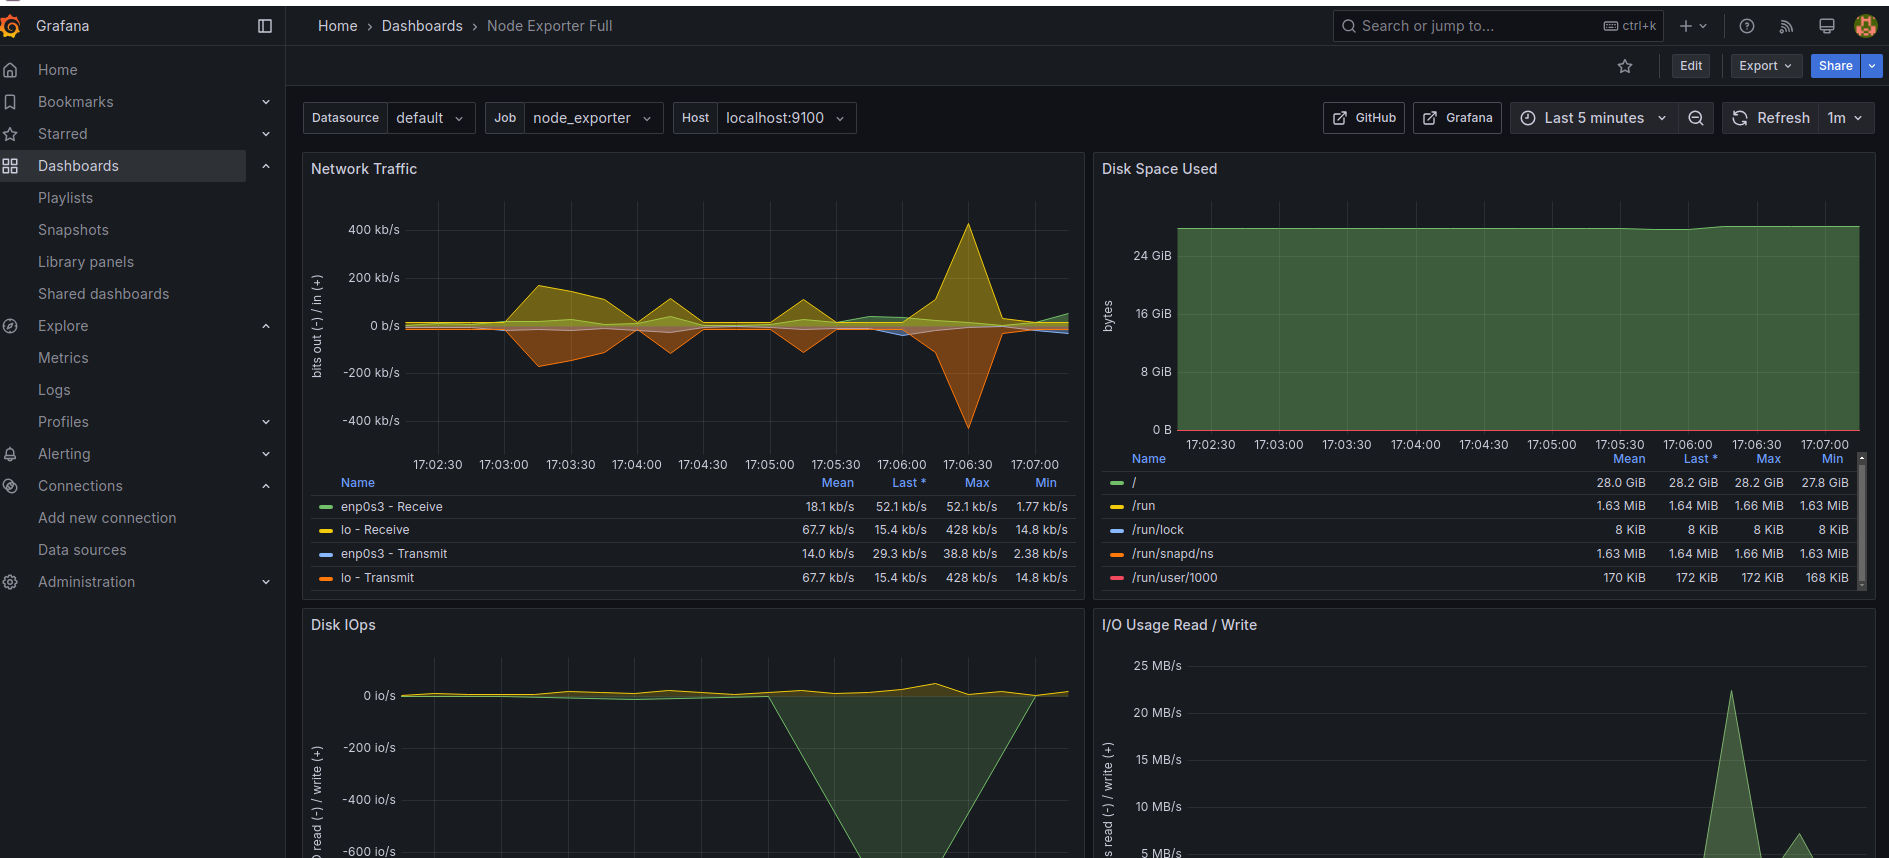 Grafana
Home
Bookmarks
Starred
Dashboards
Playlists
Snapshots
Library panels
Shared dashboards
Explore
Metrics
Logs
Profiles
Alerting
Connections
Add new connection
Data sources
Administration
Home › Dashboards › Node Exporter Full
Search or jump to... ctrl+k
Edit Export Share
Datasource default Job node_exporter Host localhost:9100
GitHub Grafana Last 5 minutes Refresh 1m
Network Traffic
bits out (-) / in (+)
400 kb/s
200 kb/s
0 b/s
-200 kb/s
-400 kb/s
17:02:30 17:03:00 17:03:30 17:04:00 17:04:30 17:05:00 17:05:30 17:06:00 17:06:30 17:07:00
Name Mean Last * Max Min
enp0s3 - Receive 18.1 kb/s 52.1 kb/s 52.1 kb/s 1.77 kb/s
lo - Receive 67.7 kb/s 15.4 kb/s 428 kb/s 14.8 kb/s
enp0s3 - Transmit 14.0 kb/s 29.3 kb/s 38.8 kb/s 2.38 kb/s
lo - Transmit 67.7 kb/s 15.4 kb/s 428 kb/s 14.8 kb/s
Disk Space Used
bytes
24 GiB
16 GiB
8 GiB
0 B
17:02:30 17:03:00 17:03:30 17:04:00 17:04:30 17:05:00 17:05:30 17:06:00 17:06:30 17:07:00
Name Mean Last * Max Min
/ 28.0 GiB 28.2 GiB 28.2 GiB 27.8 GiB
/run 1.63 MiB 1.64 MiB 1.66 MiB 1.63 MiB
/run/lock 8 KiB 8 KiB 8 KiB 8 KiB
/run/snapd/ns 1.63 MiB 1.64 MiB 1.66 MiB 1.63 MiB
/run/user/1000 170 KiB 172 KiB 172 KiB 168 KiB
Disk IOps
read (-) / write (+)
0 io/s
-200 io/s
-400 io/s
-600 io/s
I/O Usage Read / Write
read (-) / write (+)
25 MB/s
20 MB/s
15 MB/s
10 MB/s
5 MB/s